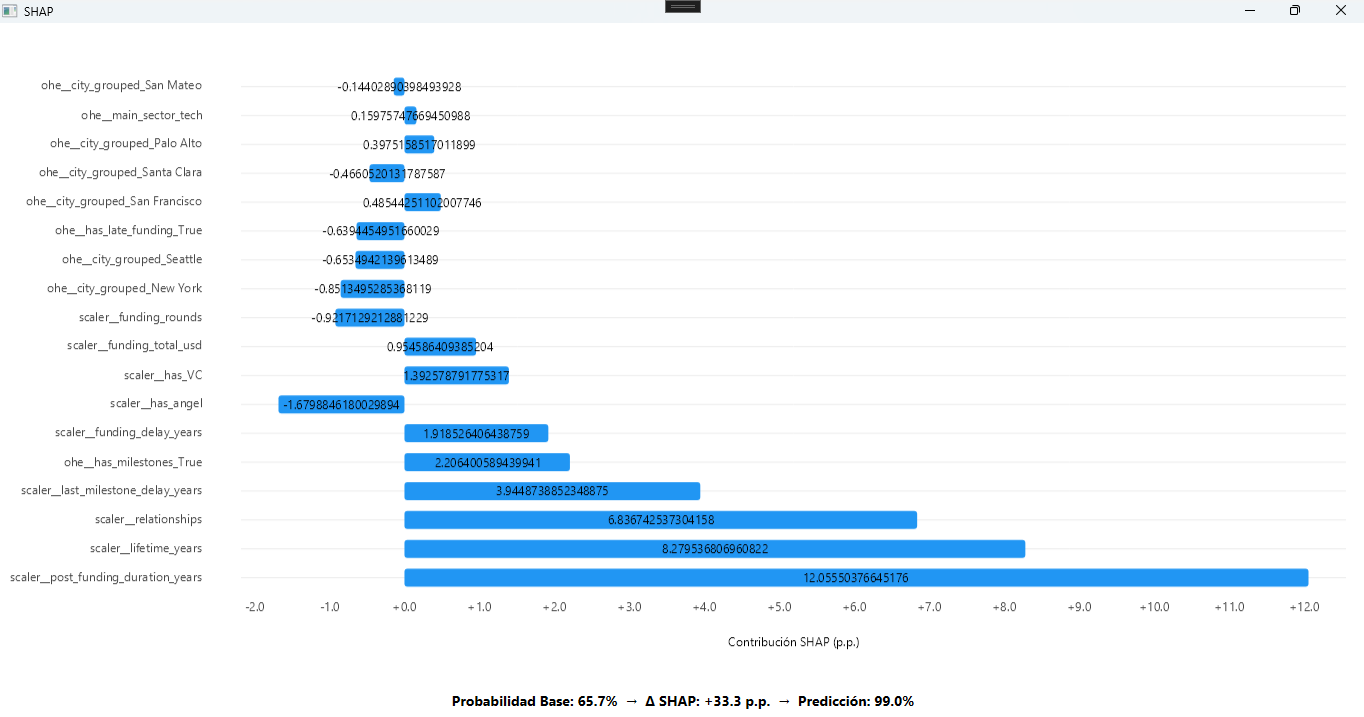 SHAP
ohe__city_grouped_San Mateo -0.14402890398493928
ohe__main_sector_tech 0.15975747669450988
ohe__city_grouped_Palo Alto 0.3975158517011899
ohe__city_grouped_Santa Clara -0.4660520131787587
ohe__city_grouped_San Francisco 0.48544251102007746
ohe__has_late_funding_True -0.6394454951660029
ohe__city_grouped_Seattle -0.6534942139613489
ohe__city_grouped_New York -0.8513495285368119
scaler__funding_rounds -0.9217129212881229
scaler__funding_total_usd 0.954586409385204
scaler__has_VC 1.392578791775317
scaler__has_angel -1.6798846180029894
scaler__funding_delay_years 1.918526406438759
ohe__has_milestones_True 2.206400589439941
scaler__last_milestone_delay_years 3.9448738852348875
scaler__relationships 6.836742537304158
scaler__lifetime_years 8.279536806960822
scaler__post_funding_duration_years 12.05550376645176
-2.0 -1.0 +0.0 +1.0 +2.0 +3.0 +4.0 +5.0 +6.0 +7.0 +8.0 +9.0 +10.0 +11.0 +12.0
Contribución SHAP (p.p.)
Probabilidad Base: 65.7% → Δ SHAP: +33.3 p.p. → Predicción: 99.0%